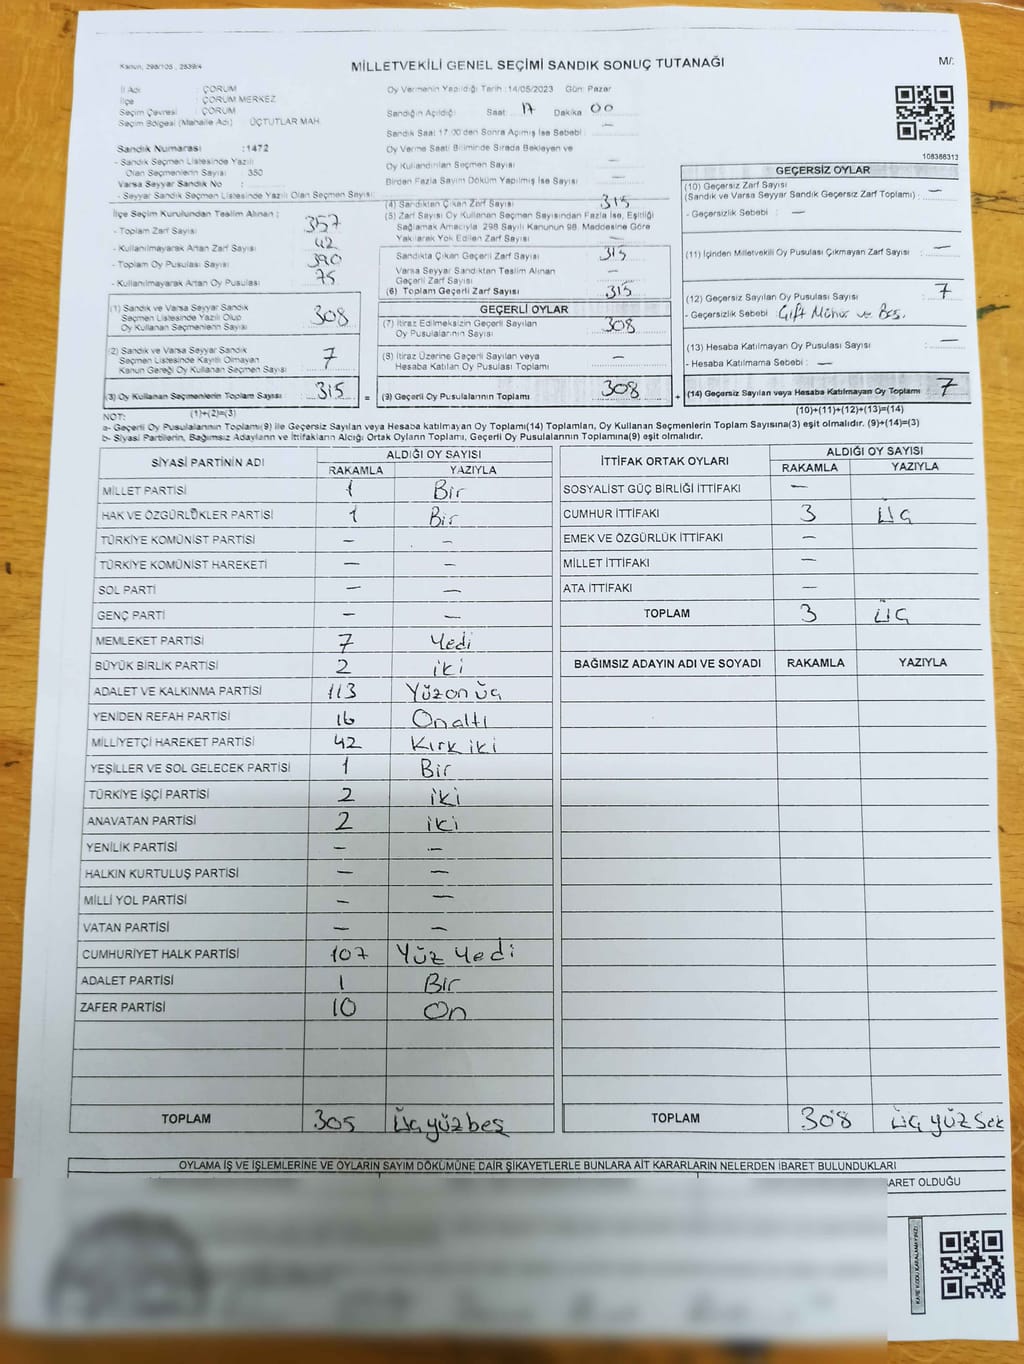 Kanun, 298/105 , 2839/4
MİLLETVEKİLİ GENEL SEÇİMİ SANDIK SONUÇ TUTANAĞI
M/:
İl Adı : ÇORUM
İlçe : ÇORUM MERKEZ
Seçim Çevresi : ÇORUM
Seçim Bölgesi (Mahalle Adı) : ÜÇTUTLAR MAH.
Sandık Numarası :1472
- Sandık Seçmen Listesinde Yazılı
Olan Seçmenlerin Sayısı 350
Varsa Seyyar Sandık No :
- Seyyar Sandık Seçmen Listesinde Yazılı Olan Seçmen Sayısı:
İlçe Seçim Kurulundan Teslim Alınan :
- Toplam Zarf Sayısı 357
- Kullanılmayarak Artan Zarf Sayısı 42
- Toplam Oy Pusulası Sayısı 390
- Kullanılmayarak Artan Oy Pusulası 75
(1) Sandık ve Varsa Seyyar Sandık
Seçmen Listesinde Yazılı Olup
Oy Kullanan Seçmenlerin Sayısı 308
(2) Sandık ve Varsa Seyyar Sandık
Seçmen Listesinde Kayıtlı Olmayan
Kanun Gereği Oy Kullanan Seçmen Sayısı 7
(3) Oy Kullanan Seçmenlerin Toplam Sayısı 315 =
Oy Vermenin Yapıldığı Tarih :14/05/2023 Gün: Pazar
Sandığın Açıldığı Saat: 17 Dakika 00
Sandık Saat 17:00'den Sonra Açılmış İse Sebebi : —
Oy Verme Saati Bitiminde Sırada Bekleyen ve
Oy Kullandırılan Seçmen Sayısı —
Birden Fazla Sayım Döküm Yapılmış İse Sayısı —
(4) Sandıktan Çıkan Zarf Sayısı 315
(5) Zarf Sayısı Oy Kullanan Seçmen Sayısından Fazla İse, Eşitliği
Sağlamak Amacıyla 298 Sayılı Kanunun 98. Maddesine Göre
Yakılarak Yok Edilen Zarf Sayısı —
Sandıkta Çıkan Geçerli Zarf Sayısı 315
Varsa Seyyar Sandıktan Teslim Alınan
Geçerli Zarf Sayısı —
(6) Toplam Geçerli Zarf Sayısı 315
GEÇERLİ OYLAR
(7) İtiraz Edilmeksizin Geçerli Sayılan
Oy Pusulalarının Sayısı 308
(8) İtiraz Üzerine Geçerli Sayılan veya
Hesaba Katılan Oy Pusulası Toplamı —
(9) Geçerli Oy Pusulalarının Toplamı 308 +
108386313
GEÇERSİZ OYLAR
(10) Geçersiz Zarf Sayısı
(Sandık ve Varsa Seyyar Sandık Geçersiz Zarf Toplamı) : —
- Geçersizlik Sebebi : —
(11) İçinden Milletvekili Oy Pusulası Çıkmayan Zarf Sayısı : —
(12) Geçersiz Sayılan Oy Pusulası Sayısı : 7
- Geçersizlik Sebebi : Çift Mühür ve Boş.
(13) Hesaba Katılmayan Oy Pusulası Sayısı : —
- Hesaba Katılmama Sebebi : —
(14) Geçersiz Sayılan veya Hesaba Katılmayan Oy Toplamı 7
NOT: (1)+(2)=(3)
(10)+(11)+(12)+(13)=(14)
a- Geçerli Oy Pusulalarının Toplamı(9) ile Geçersiz Sayılan veya Hesaba katılmayan Oy Toplamı(14) Toplamları, Oy Kullanan Seçmenlerin Toplam Sayısına(3) eşit olmalıdır. (9)+(14)=(3)
b- Siyasi Partilerin, Bağımsız Adayların ve İttifakların Aldığı Ortak Oyların Toplamı, Geçerli Oy Pusulalarının Toplamına(9) eşit olmalıdır.
SİYASİ PARTİNİN ADI ALDIĞI OY SAYISI
RAKAMLA YAZIYLA
MİLLET PARTİSİ 1 Bir
HAK VE ÖZGÜRLÜKLER PARTİSİ 1 Bir
TÜRKİYE KOMÜNİST PARTİSİ — —
TÜRKİYE KOMÜNİST HAREKETİ — —
SOL PARTİ — —
GENÇ PARTİ — —
MEMLEKET PARTİSİ 7 Yedi
BÜYÜK BİRLİK PARTİSİ 2 iki
ADALET VE KALKINMA PARTİSİ 113 Yüzonüç
YENİDEN REFAH PARTİSİ 16 Onaltı
MİLLİYETÇİ HAREKET PARTİSİ 42 Kırkiki
YEŞİLLER VE SOL GELECEK PARTİSİ 1 Bir
TÜRKİYE İŞÇİ PARTİSİ 2 iki
ANAVATAN PARTİSİ 2 iki
YENİLİK PARTİSİ — —
HALKIN KURTULUŞ PARTİSİ — —
MİLLİ YOL PARTİSİ — —
VATAN PARTİSİ — —
CUMHURİYET HALK PARTİSİ 107 Yüz yedi
ADALET PARTİSİ 1 Bir
ZAFER PARTİSİ 10 On
TOPLAM 305 Üçyüzbeş
İTTİFAK ORTAK OYLARI ALDIĞI OY SAYISI
RAKAMLA YAZIYLA
SOSYALİST GÜÇ BİRLİĞİ İTTİFAKI —
CUMHUR İTTİFAKI 3 Üç
EMEK VE ÖZGÜRLÜK İTTİFAKI —
MİLLET İTTİFAKI —
ATA İTTİFAKI —
TOPLAM 3 Üç
BAĞIMSIZ ADAYIN ADI VE SOYADI RAKAMLA YAZIYLA
TOPLAM 308 Üçyüzsek
OYLAMA İŞ VE İŞLEMLERİNE VE OYLARIN SAYIM DÖKÜMÜNE DAİR ŞİKAYETLERLE BUNLARA AİT KARARLARIN NELERDEN İBARET BULUNDUKLARI
BARET OLDUĞU